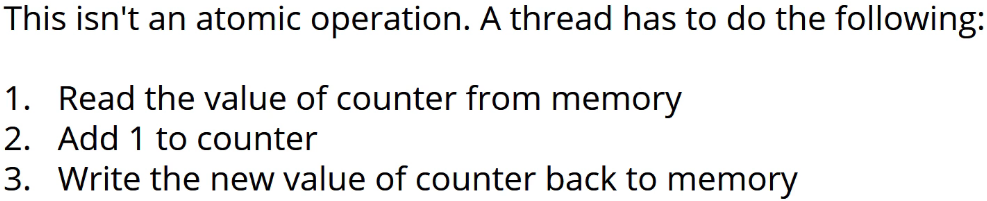 This isn't an atomic operation. A thread has to do the following:
1. Read the value of counter from memory
2. Add 1 to counter
3. Write the new value of counter back to memory